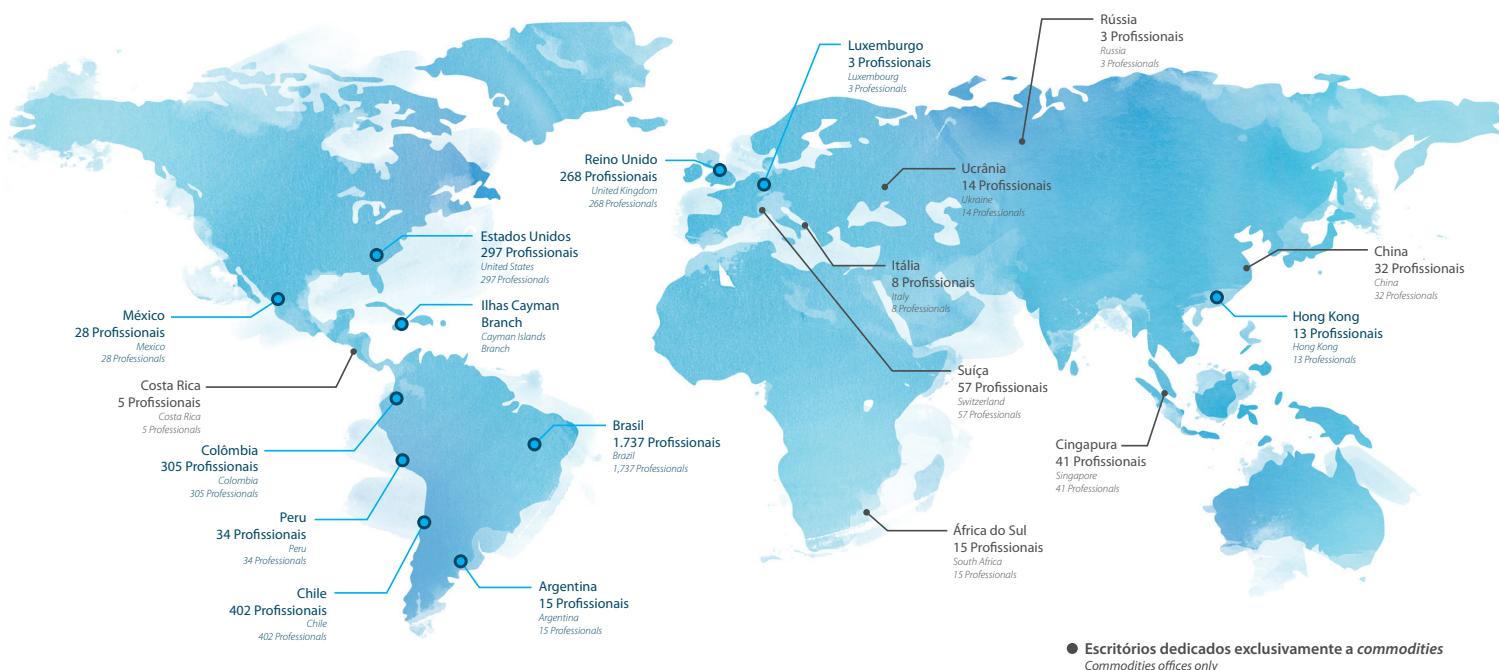 Rússia
3 Profissionais
Russia
3 Professionals
Luxemburgo
3 Profissionais
Luxembourg
3 Professionals
Reino Unido
268 Profissionais
United Kingdom
268 Professionals
Ucrânia
14 Profissionais
Ukraine
14 Professionals
Estados Unidos
297 Profissionais
United States
297 Professionals
Itália
8 Profissionais
Italy
8 Professionals
China
32 Profissionais
China
32 Professionals
México
28 Profissionais
Mexico
28 Professionals
Ilhas Cayman
Branch
Cayman Islands
Branch
Hong Kong
13 Profissionais
Hong Kong
13 Professionals
Costa Rica
5 Profissionais
Costa Rica
5 Professionals
Suíça
57 Profissionais
Switzerland
57 Professionals
Brasil
1.737 Profissionais
Brazil
1,737 Professionals
Colômbia
305 Profissionais
Colombia
305 Professionals
Cingapura
41 Profissionais
Singapore
41 Professionals
Peru
34 Profissionais
Peru
34 Professionals
África do Sul
15 Profissionais
South Africa
15 Professionals
Chile
402 Profissionais
Chile
402 Professionals
Argentina
15 Profissionais
Argentina
15 Professionals
Escritórios dedicados exclusivamente a commodities
Commodities offices only